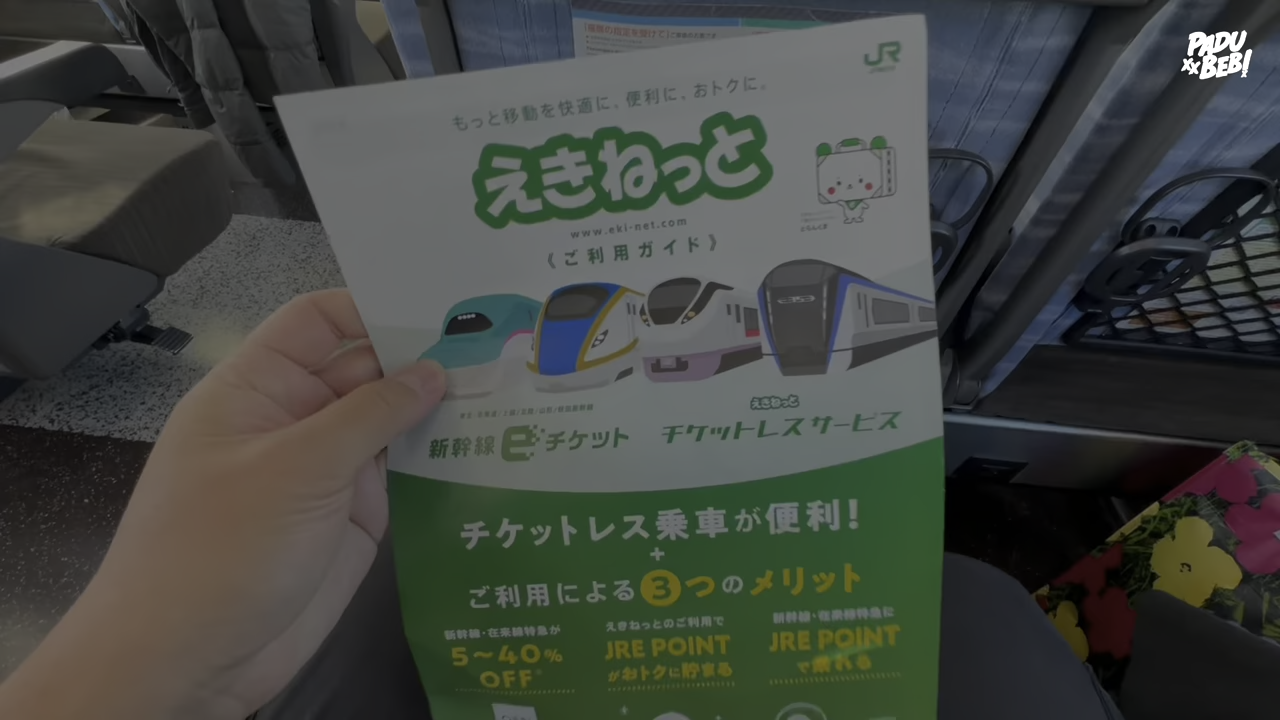 PADU
xx BEBI
JR
もっと移動を快適に、便利に、おトクに。
えきねっと
www.eki-net.com
《ご利用ガイド》
E353
えきねっと
新幹線eチケット
チケットレスサービス
チケットレス乗車が便利!
+
ご利用による3つのメリット
新幹線・在来線特急が
5~40%
OFF
えきねっとのご利用で
JRE POINT
がおトクに貯まる
新幹線・在来線特急に
JRE POINT
で乗れる